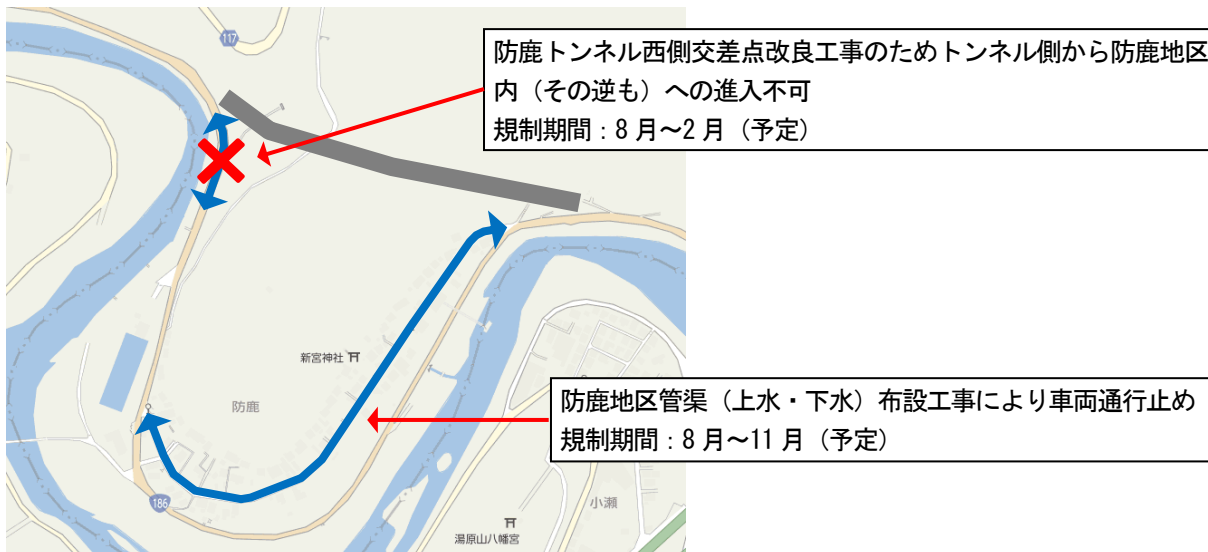 117
防鹿トンネル西側交差点改良工事のためトンネル側から防鹿地区
内（その逆も）への進入不可
規制期間：8月～2月（予定）
新宮神社
防鹿
防鹿地区管渠（上水・下水）布設工事により車両通行止め
規制期間：8月～11月（予定）
186
小瀬
湯原山八幡宮